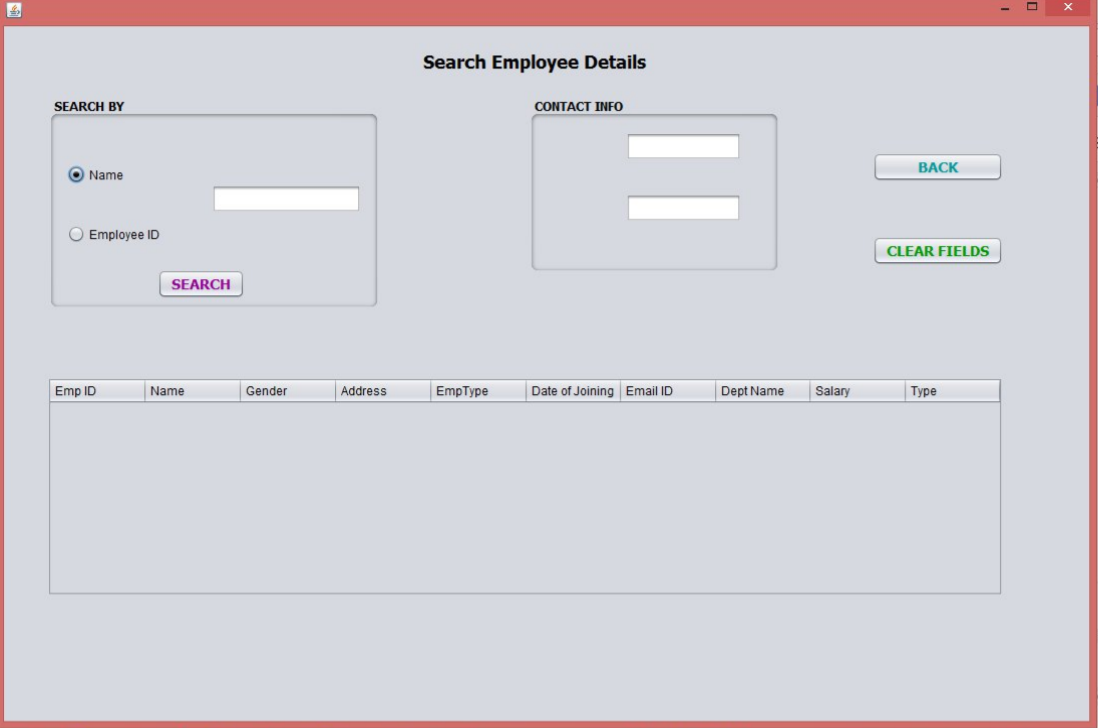 Search Employee Details
SEARCH BY
CONTACT INFO
Name
BACK
Employee ID
CLEAR FIELDS
SEARCH
Emp ID Name Gender Address EmpType Date of Joining Email ID Dept Name Salary Type